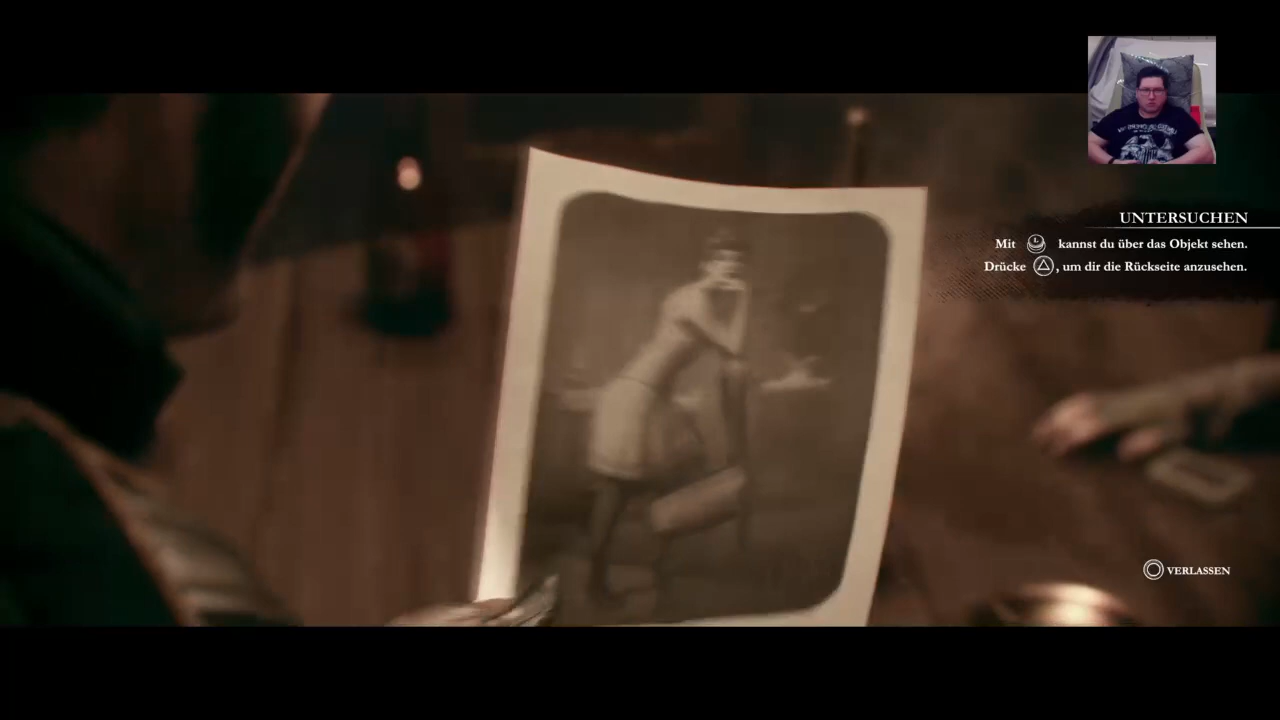 UNTERSUCHEN
Mit L kannst du über das Objekt sehen.
Drücke , um dir die Rückseite anzusehen.
VERLASSEN